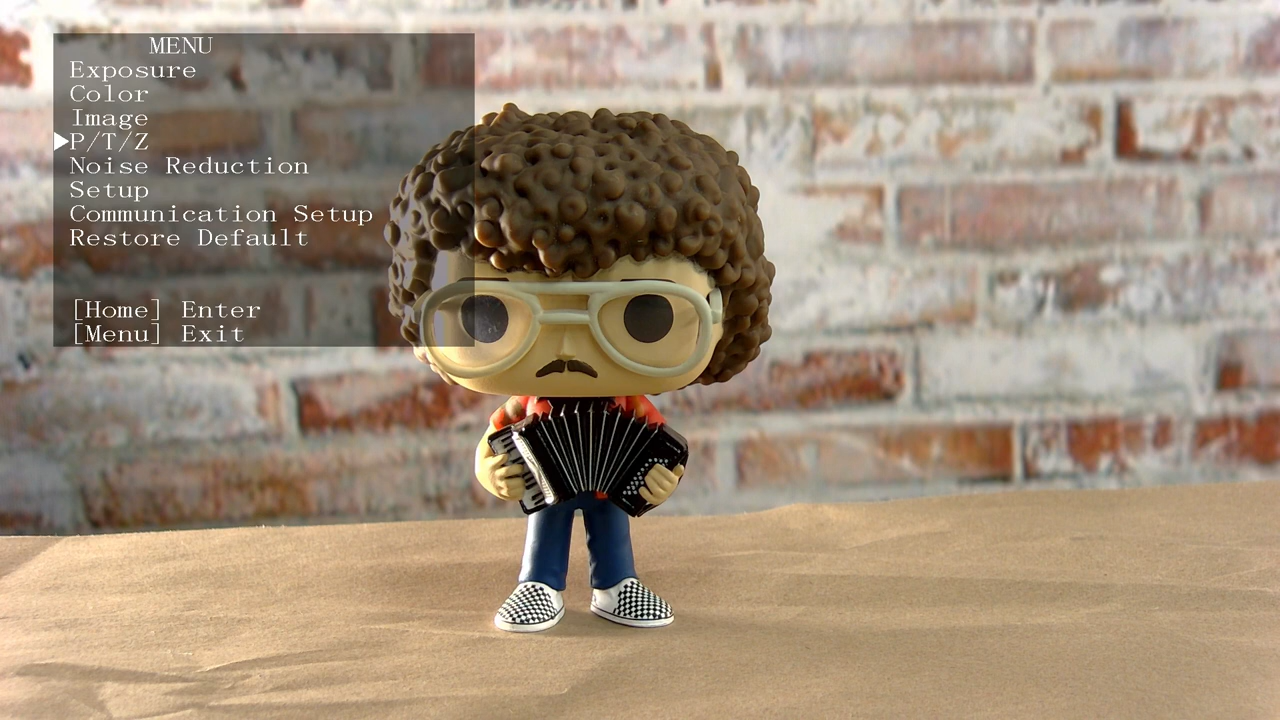 MENU
Exposure
Color
Image
P/T/Z
Noise Reduction
Setup
Communication Setup
Restore Default
[Home] Enter
[Menu] Exit